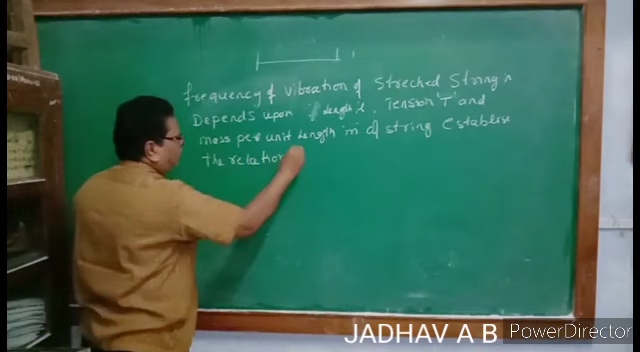 frequency of vibration of Streched String n
Depends upon length l, Tension 'T' and
mass per unit length 'm' of string Establish
The relation
JADHAV A B PowerDirector